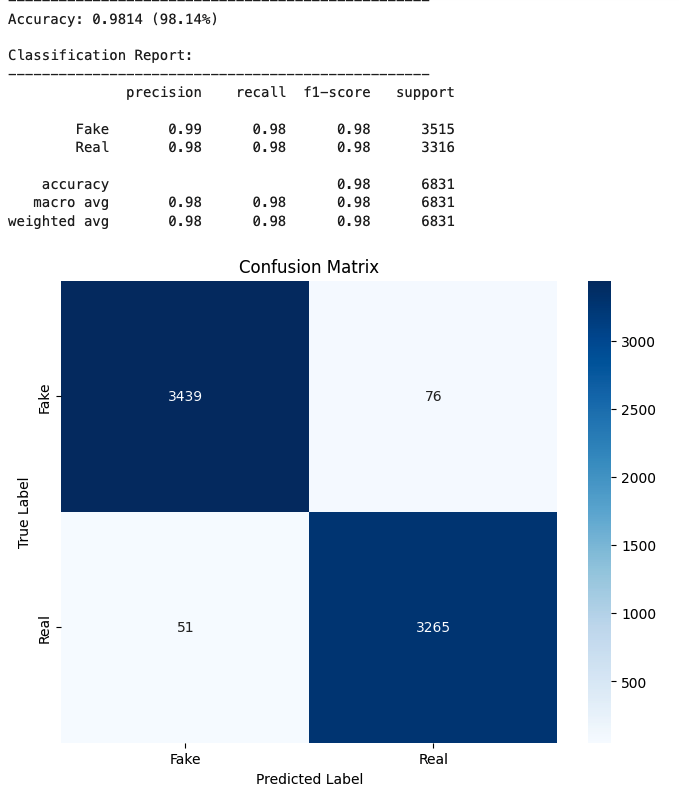 Accuracy: 0.9814 (98.14%)
Classification Report:
precision recall f1-score support
Fake 0.99 0.98 0.98 3515
Real 0.98 0.98 0.98 3316
accuracy 0.98 6831
macro avg 0.98 0.98 0.98 6831
weighted avg 0.98 0.98 0.98 6831
Confusion Matrix
3439 76
51 3265
Fake
Real
True Label
Fake Real
Predicted Label
3000
2500
2000
1500
1000
500